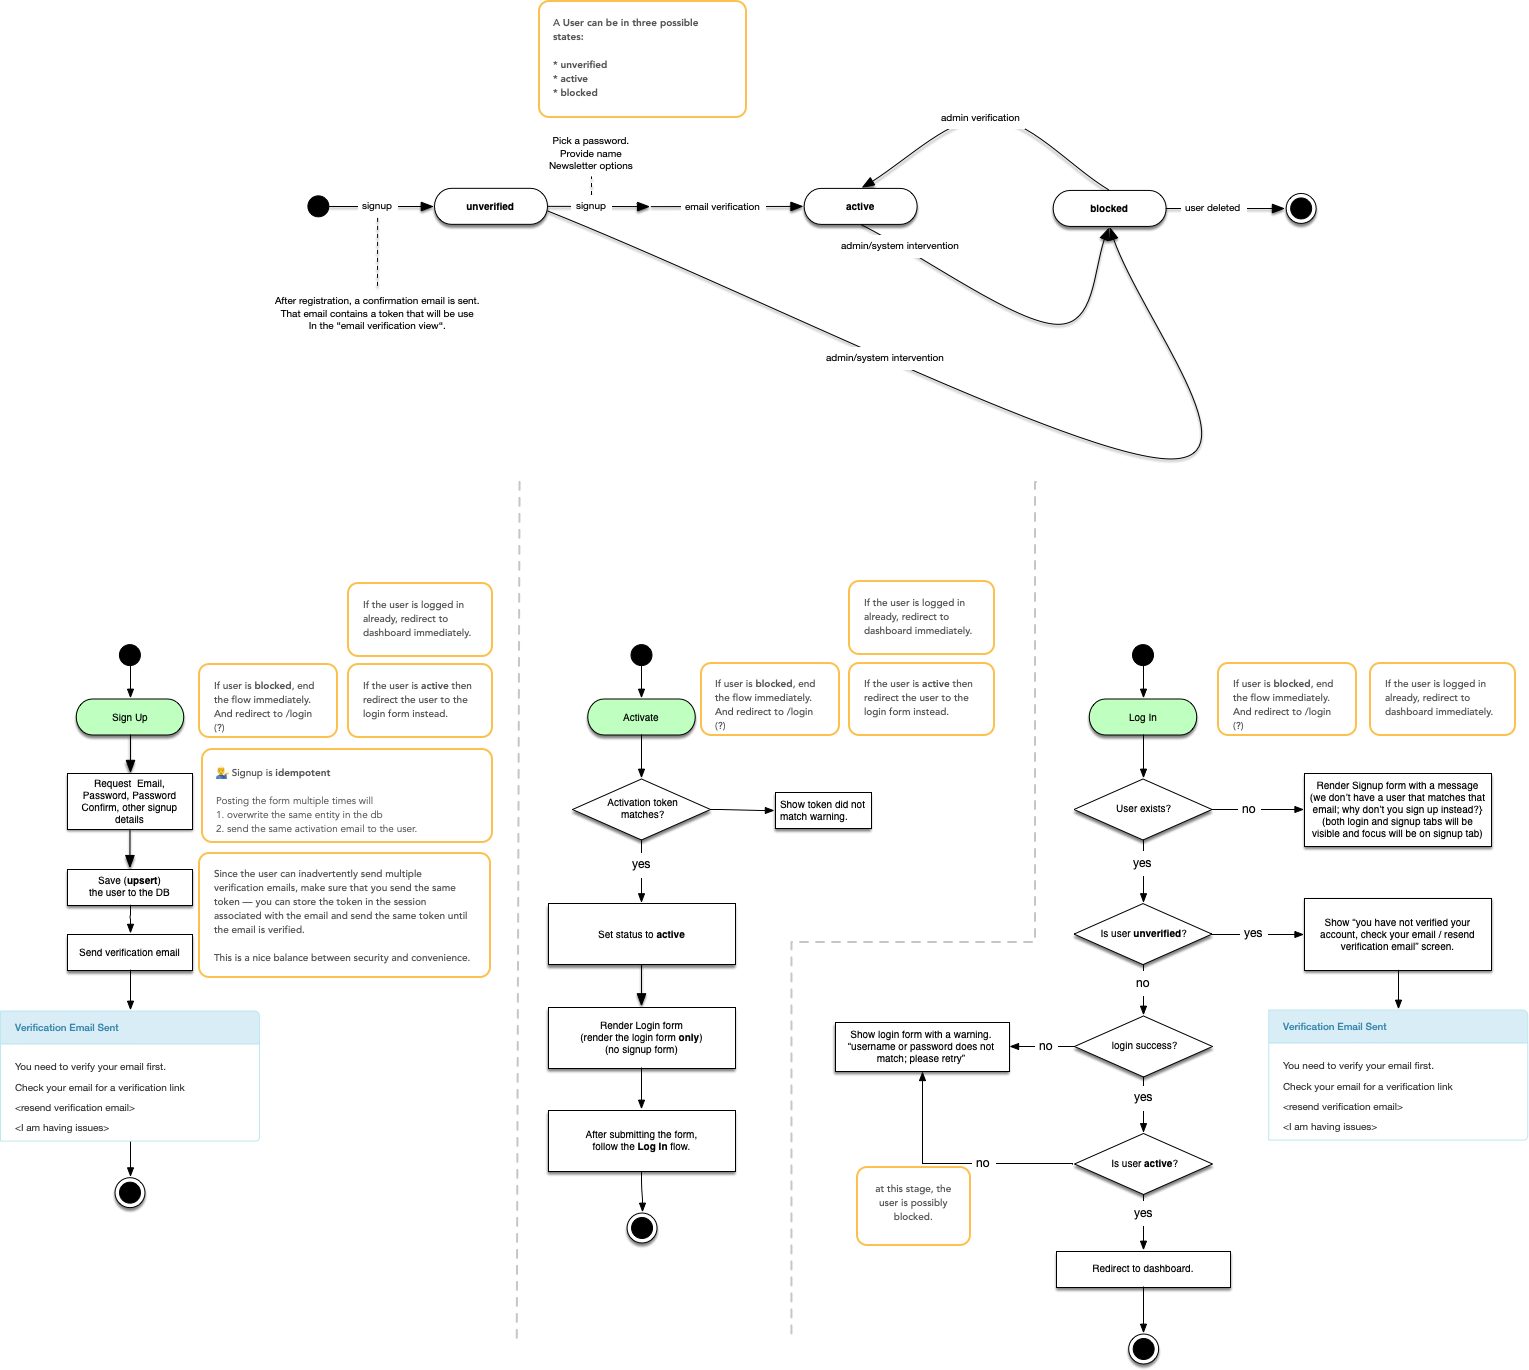 A User can be in three possible
states:
* unverified
* active
* blocked
admin verification
Pick a password.
Provide name
Newsletter options
signup
unverified
signup
email verification
active
blocked
user deleted
admin/system intervention
After registration, a confirmation email is sent.
That email contains a token that will be use
In the “email verification view“.
admin/system intervention
If the user is logged in
already, redirect to
dashboard immediately.
If user is blocked, end
the flow immediately.
And redirect to /login
(?)
If the user is active then
redirect the user to the
login form instead.
Sign Up
Request  Email,
Password, Password
Confirm, other signup
details
Signup is idempotent
Posting the form multiple times will
1. overwrite the same entity in the db
2. send the same activation email to the user.
Save (upsert)
the user to the DB
Since the user can inadvertently send multiple
verification emails, make sure that you send the same
token — you can store the token in the session
associated with the email and send the same token until
the email is verified.
This is a nice balance between security and convenience.
Send verification email
Verification Email Sent
You need to verify your email first.
Check your email for a verification link
<resend verification email>
<I am having issues>
If the user is logged in
already, redirect to
dashboard immediately.
If user is blocked, end
the flow immediately.
And redirect to /login
(?)
If the user is active then
redirect the user to the
login form instead.
Activate
Activation token
matches?
Show token did not
match warning.
yes
Set status to active
Render Login form
(render the login form only)
(no signup form)
After submitting the form,
follow the Log In flow.
If user is blocked, end
the flow immediately.
And redirect to /login
(?)
If the user is logged in
already, redirect to
dashboard immediately.
Log In
User exists?
no
Render Signup form with a message
(we don’t have a user that matches that
email; why don’t you sign up instead?}
(both login and signup tabs will be
visible and focus will be on signup tab)
yes
Is user unverified?
yes
Show “you have not verified your
account, check your email / resend
verification email” screen.
no
Verification Email Sent
You need to verify your email first.
Check your email for a verification link
<resend verification email>
<I am having issues>
login success?
no
Show login form with a warning.
“username or password does not
match; please retry”
yes
Is user active?
no
at this stage, the
user is possibly
blocked.
yes
Redirect to dashboard.